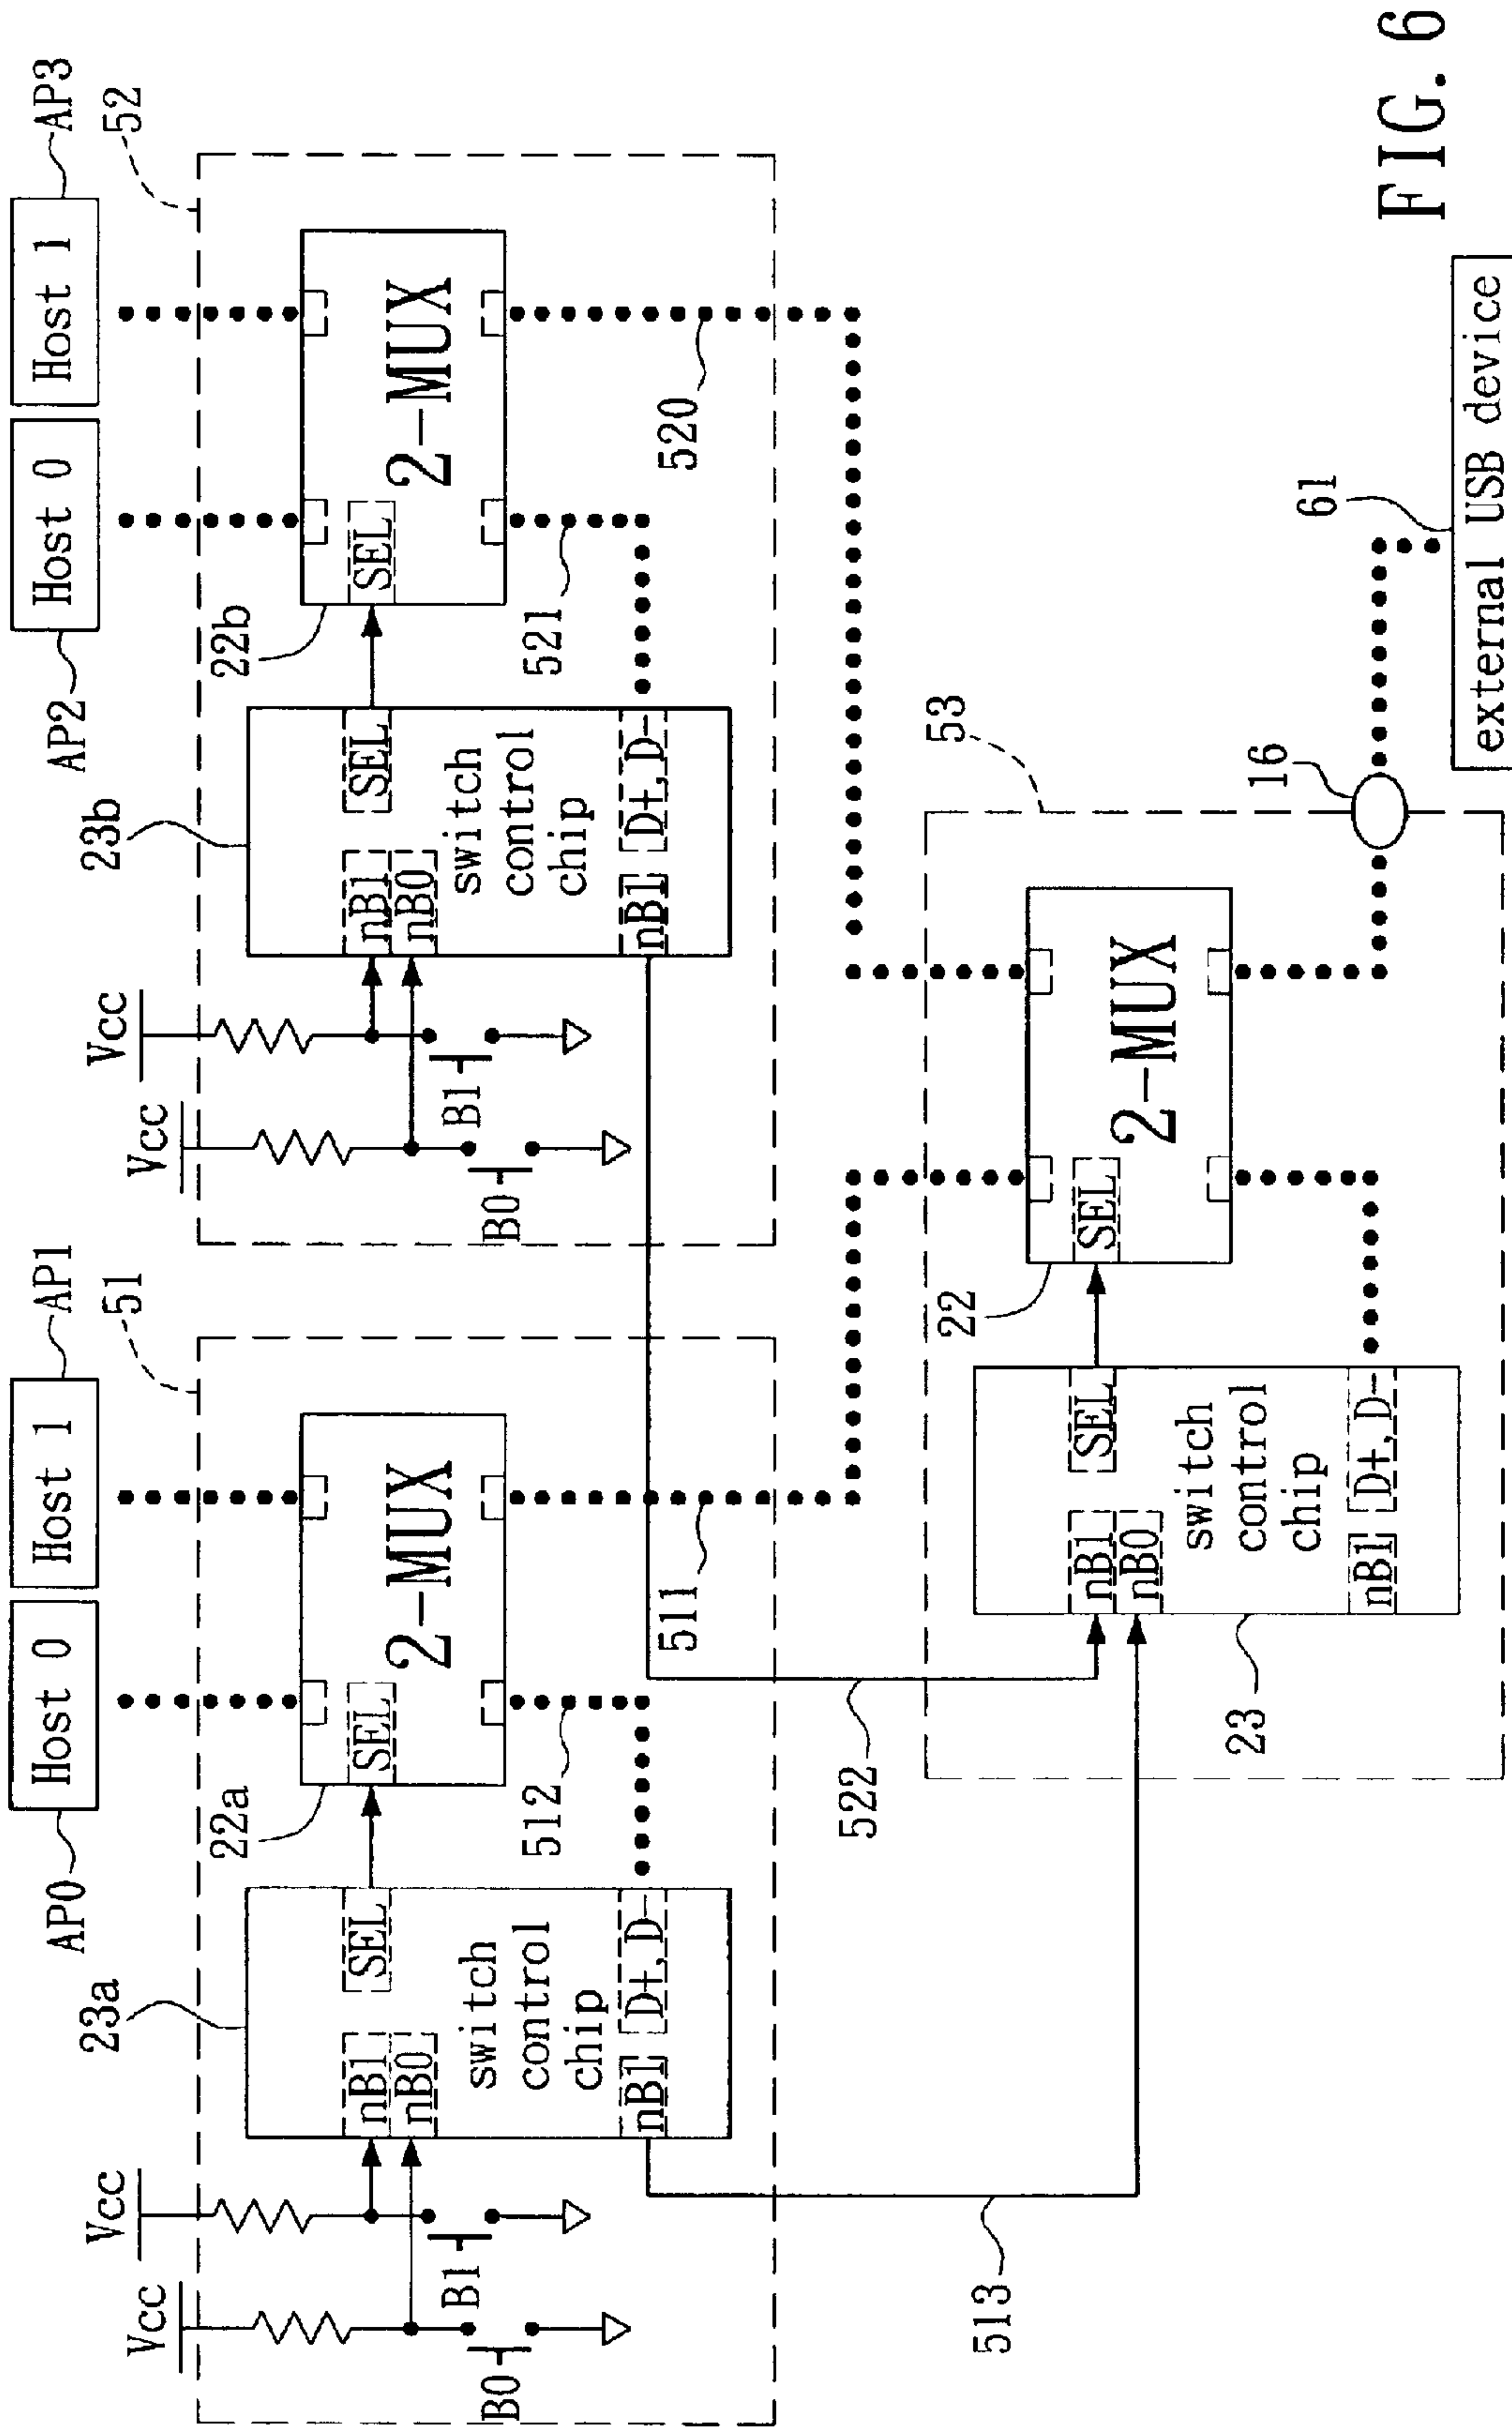 AP0
Host 0
Host 1
AP1
AP2
Host 0
Host 1
AP3
51
52
Vcc
Vcc
23a
nB1
nB0
SEL
switch
control
chip
nB1
D+,D-
B1
B0
22a
SEL
2-MUX
512
511
Vcc
Vcc
23b
nB1
nB0
SEL
switch
control
chip
nB1
D+,D-
B1
B0
22b
SEL
2-MUX
521
520
513
522
53
nB1
nB0
SEL
switch
control
chip
nB1
D+,D-
23
22
SEL
2-MUX
16
61
external USB device
FIG. 6